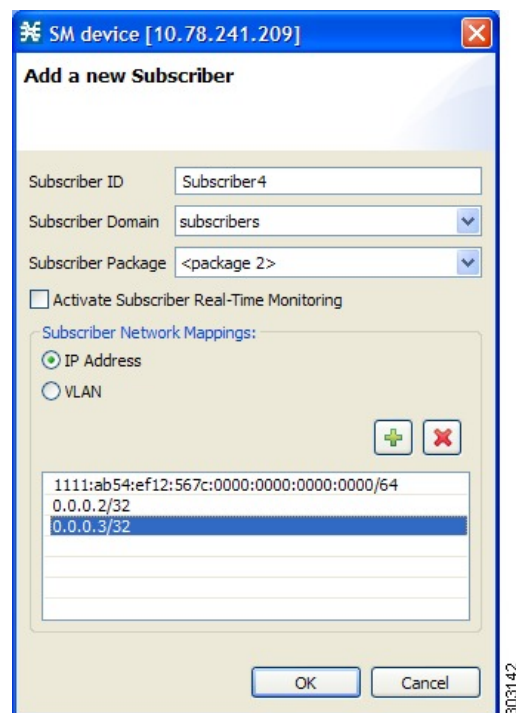 SM device [10.78.241.209]
Add a new Subscriber
Subscriber ID Subscriber4
Subscriber Domain subscribers
Subscriber Package <package 2>
Activate Subscriber Real-Time Monitoring
Subscriber Network Mappings:
IP Address
VLAN
1111:ab54:ef12:567c:0000:0000:0000:0000/64
0.0.0.2/32
0.0.0.3/32
OK Cancel
303142